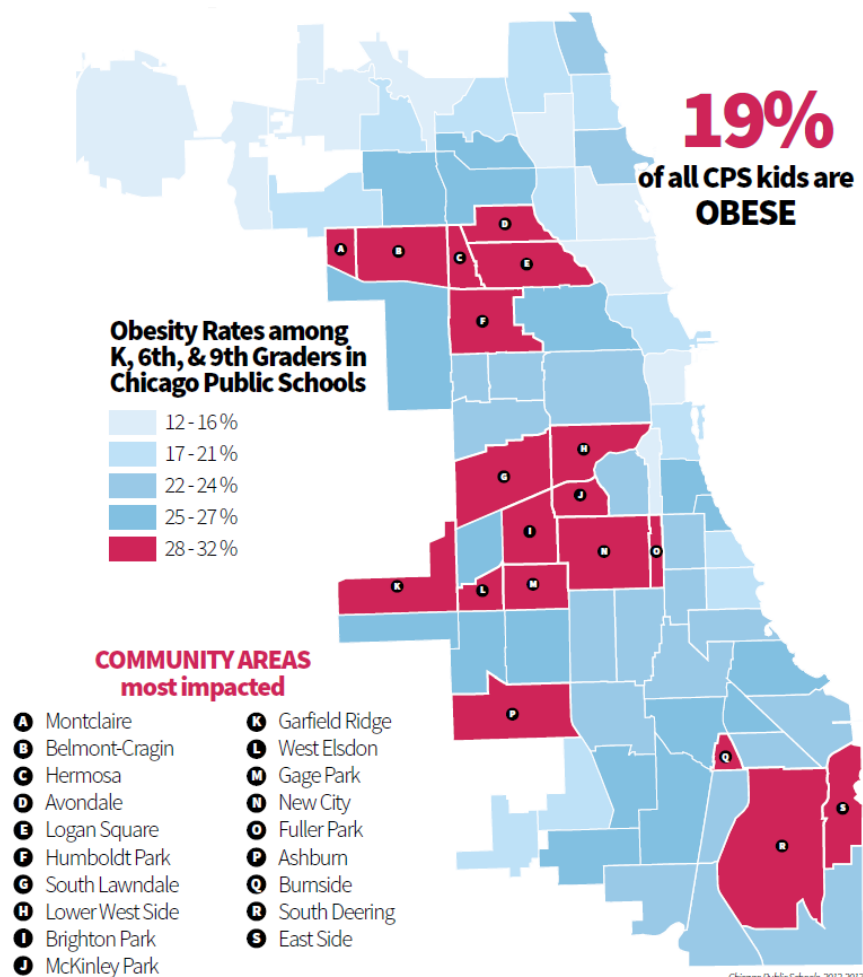 19%
of all CPS kids are
OBESE
A
B
C
D
E
F
Obesity Rates among
K, 6th, & 9th Graders in
Chicago Public Schools
12 - 16 %
17 - 21 %
22 - 24 %
25 - 27 %
28 - 32 %
G
H
I
J
K
L
M
N
O
P
Q
R
S
COMMUNITY AREAS
most impacted
A Montclaire
B Belmont-Cragin
C Hermosa
D Avondale
E Logan Square
F Humboldt Park
G South Lawndale
H Lower West Side
I Brighton Park
J McKinley Park
K Garfield Ridge
L West Elsdon
M Gage Park
N New City
O Fuller Park
P Ashburn
Q Burnside
R South Deering
S East Side
Chicago Public Schools